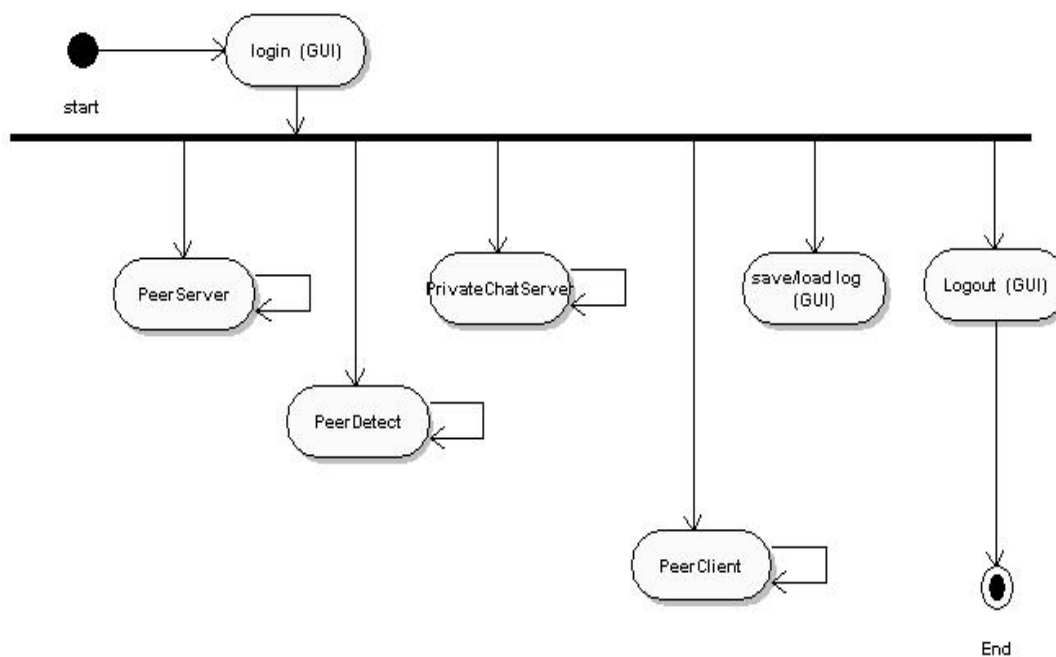 login (GUI)
start
PeerServer
PrivateChatServer
save/load log
(GUI)
Logout (GUI)
PeerDetect
PeerClient
End